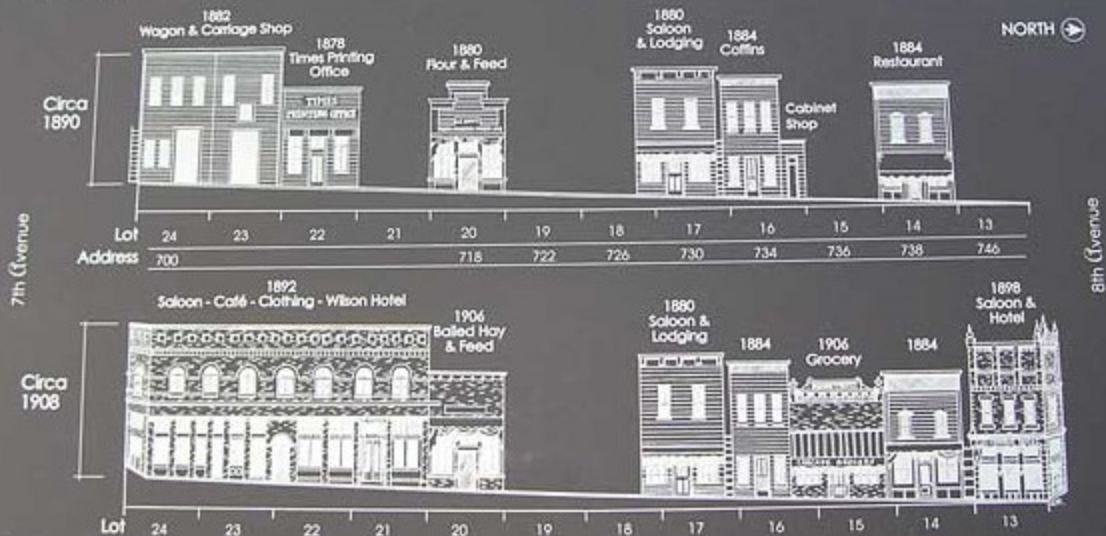 1882
Wagon & Carriage Shop
1878
Times Printing
Office
1880
Flour & Feed
1880
Saloon
& Lodging
1884
Coffins
Cabinet
Shop
1884
Restaurant
NORTH
Circa
1890
TIMES
PRINTING OFFICE
7th Avenue
8th Avenue
Lot 24 23 22 21 20 19 18 17 16 15 14 13
Address 700 718 722 726 730 734 736 738 746
1892
Saloon - Café - Clothing - Wilson Hotel
1906
Bailed Hay
& Feed
1880
Saloon &
Lodging
1884
1906
Grocery
1884
1898
Saloon &
Hotel
Circa
1908
Lot 24 23 22 21 20 19 18 17 16 15 14 13